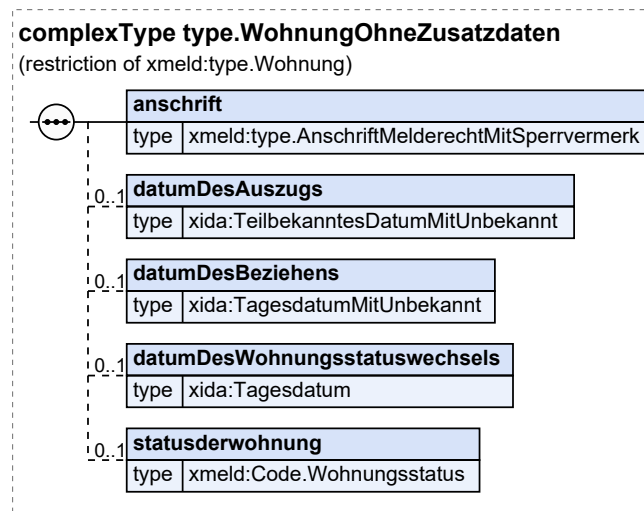 complexType type.WohnungOhneZusatzdaten
(restriction of xmeld:type.Wohnung)
anschrift
type xmeld:type.AnschriftMelderechtMitSperrvermerk
0..1 datumDesAuszugs
type xida:TeilbekanntesDatumMitUnbekannt
0..1 datumDesBeziehens
type xida:TagesdatumMitUnbekannt
0..1 datumDesWohnungsstatuswechsels
type xida:Tagesdatum
0..1 statusderwohnung
type xmeld:Code.Wohnungsstatus